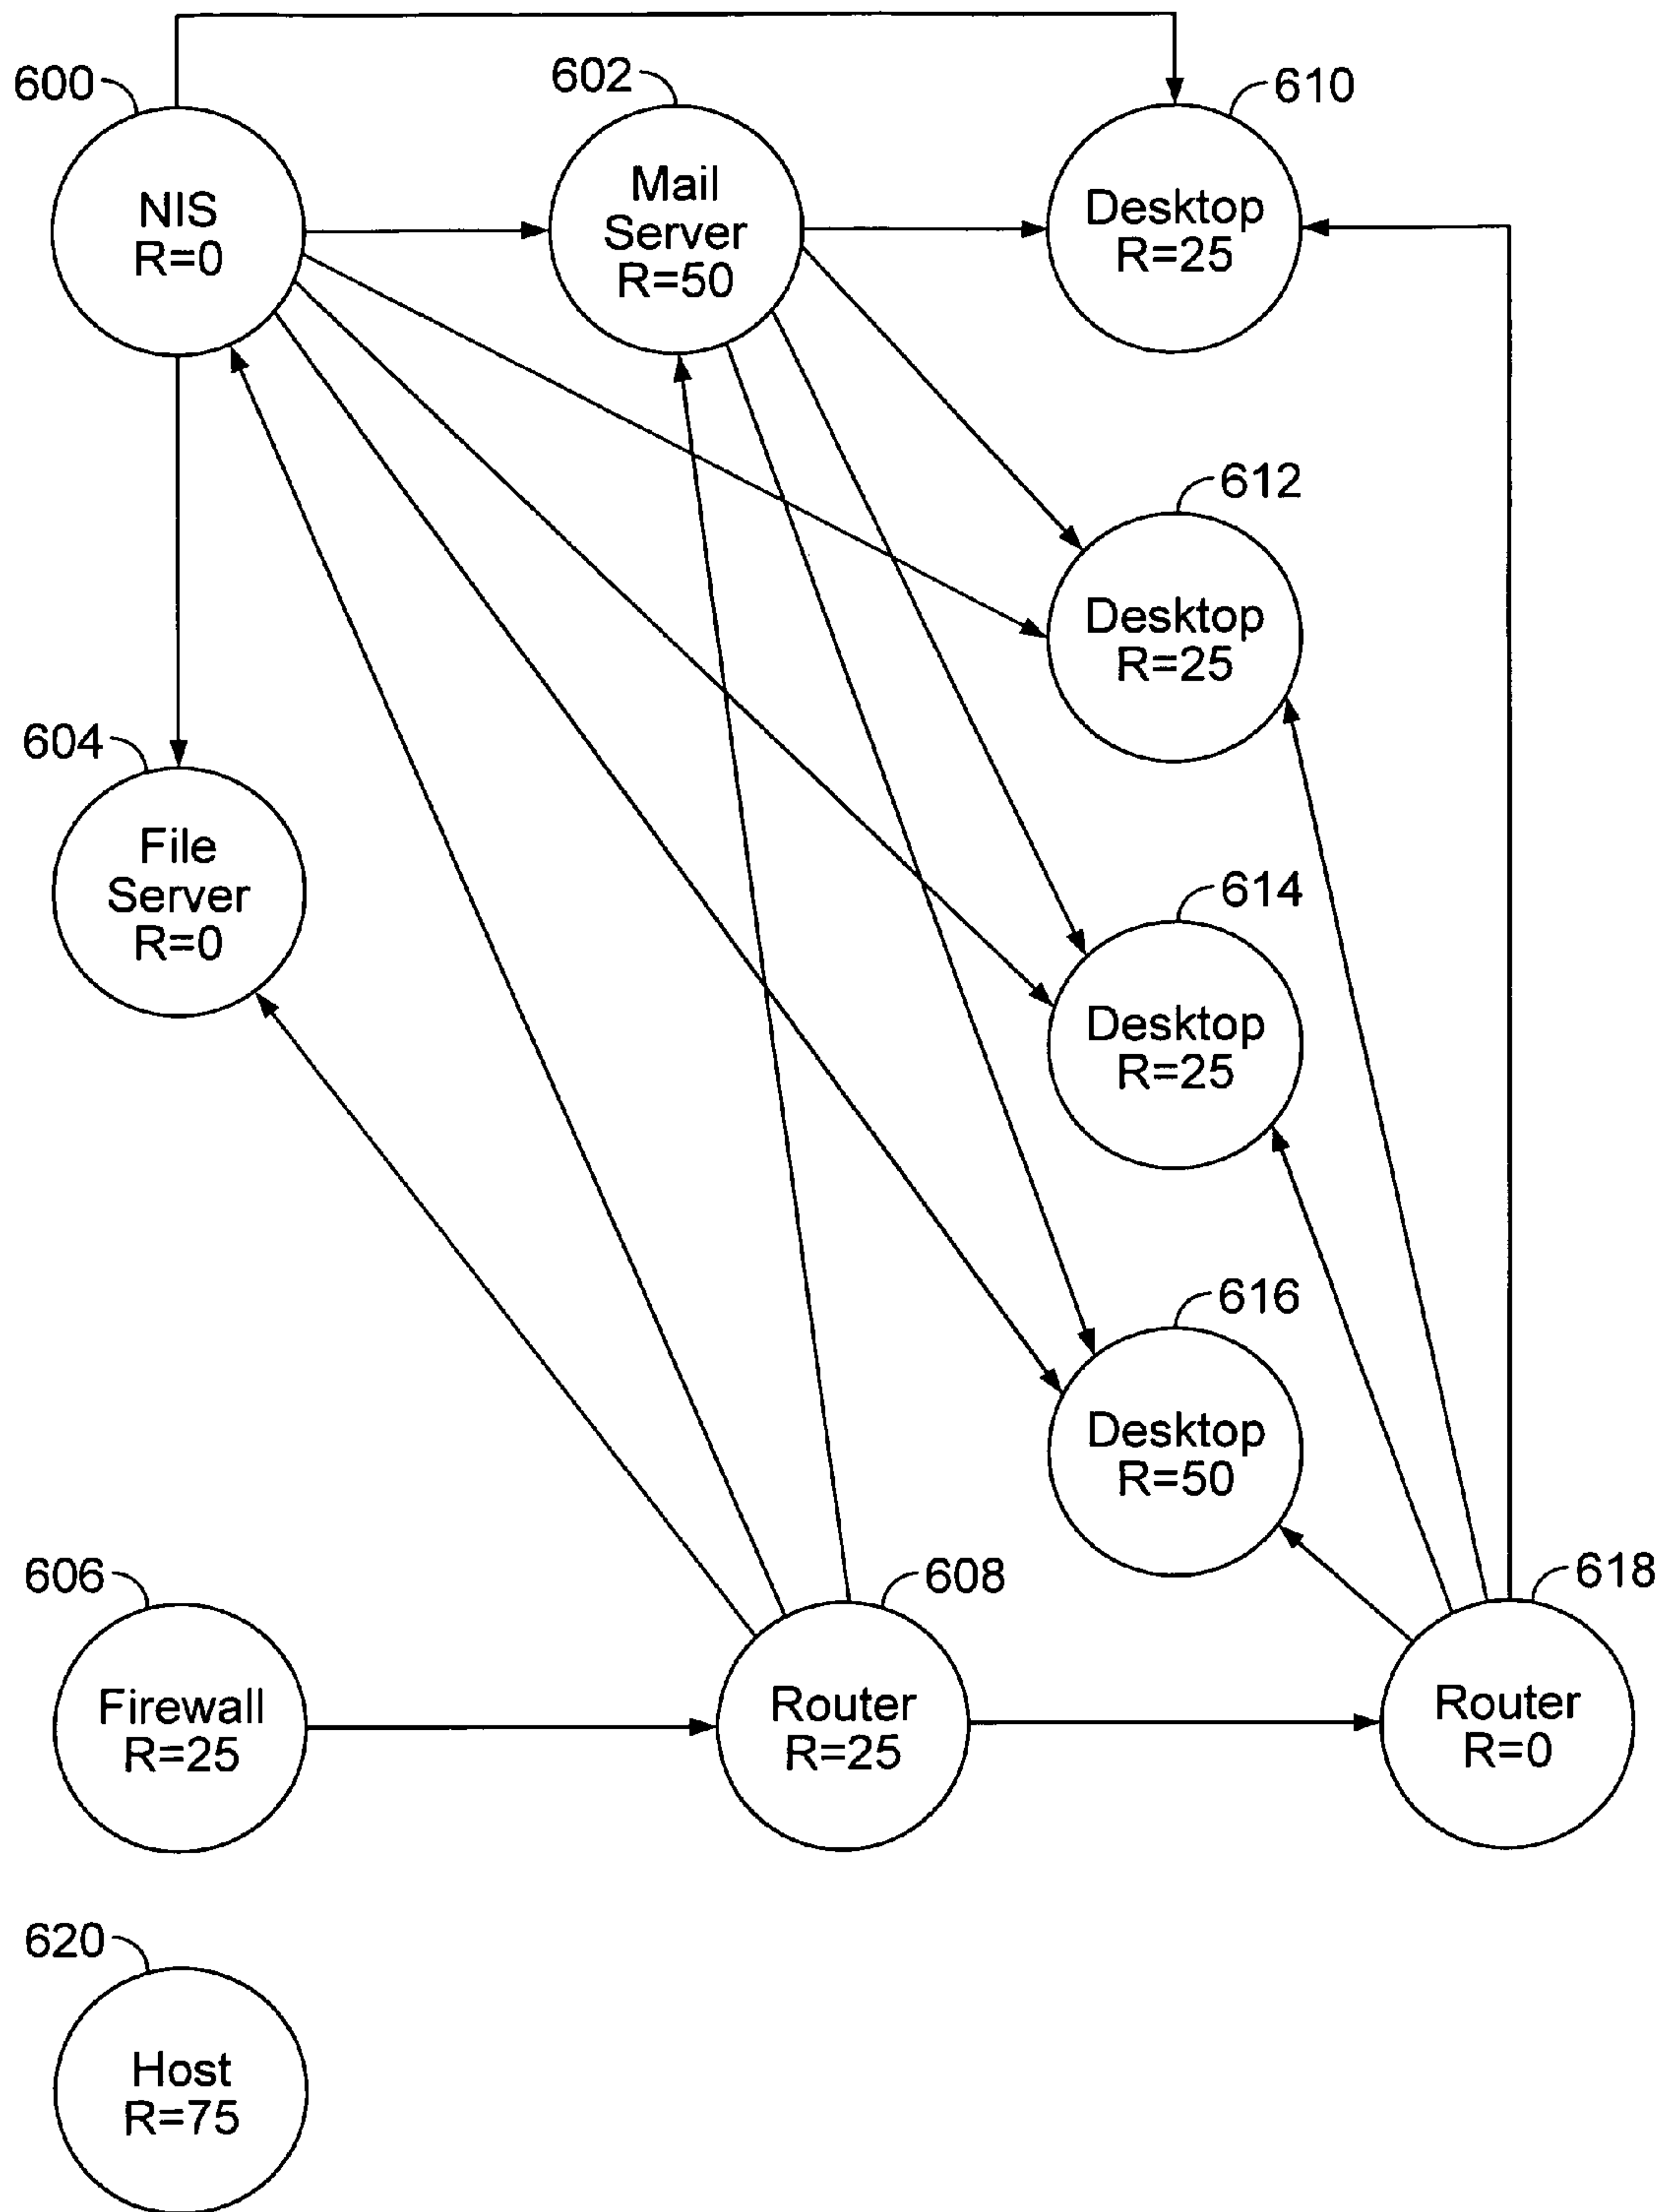 600
NIS
R=0
602
Mail
Server
R=50
610
Desktop
R=25
612
Desktop
R=25
604
File
Server
R=0
614
Desktop
R=25
616
Desktop
R=50
606
Firewall
R=25
608
Router
R=25
618
Router
R=0
620
Host
R=75